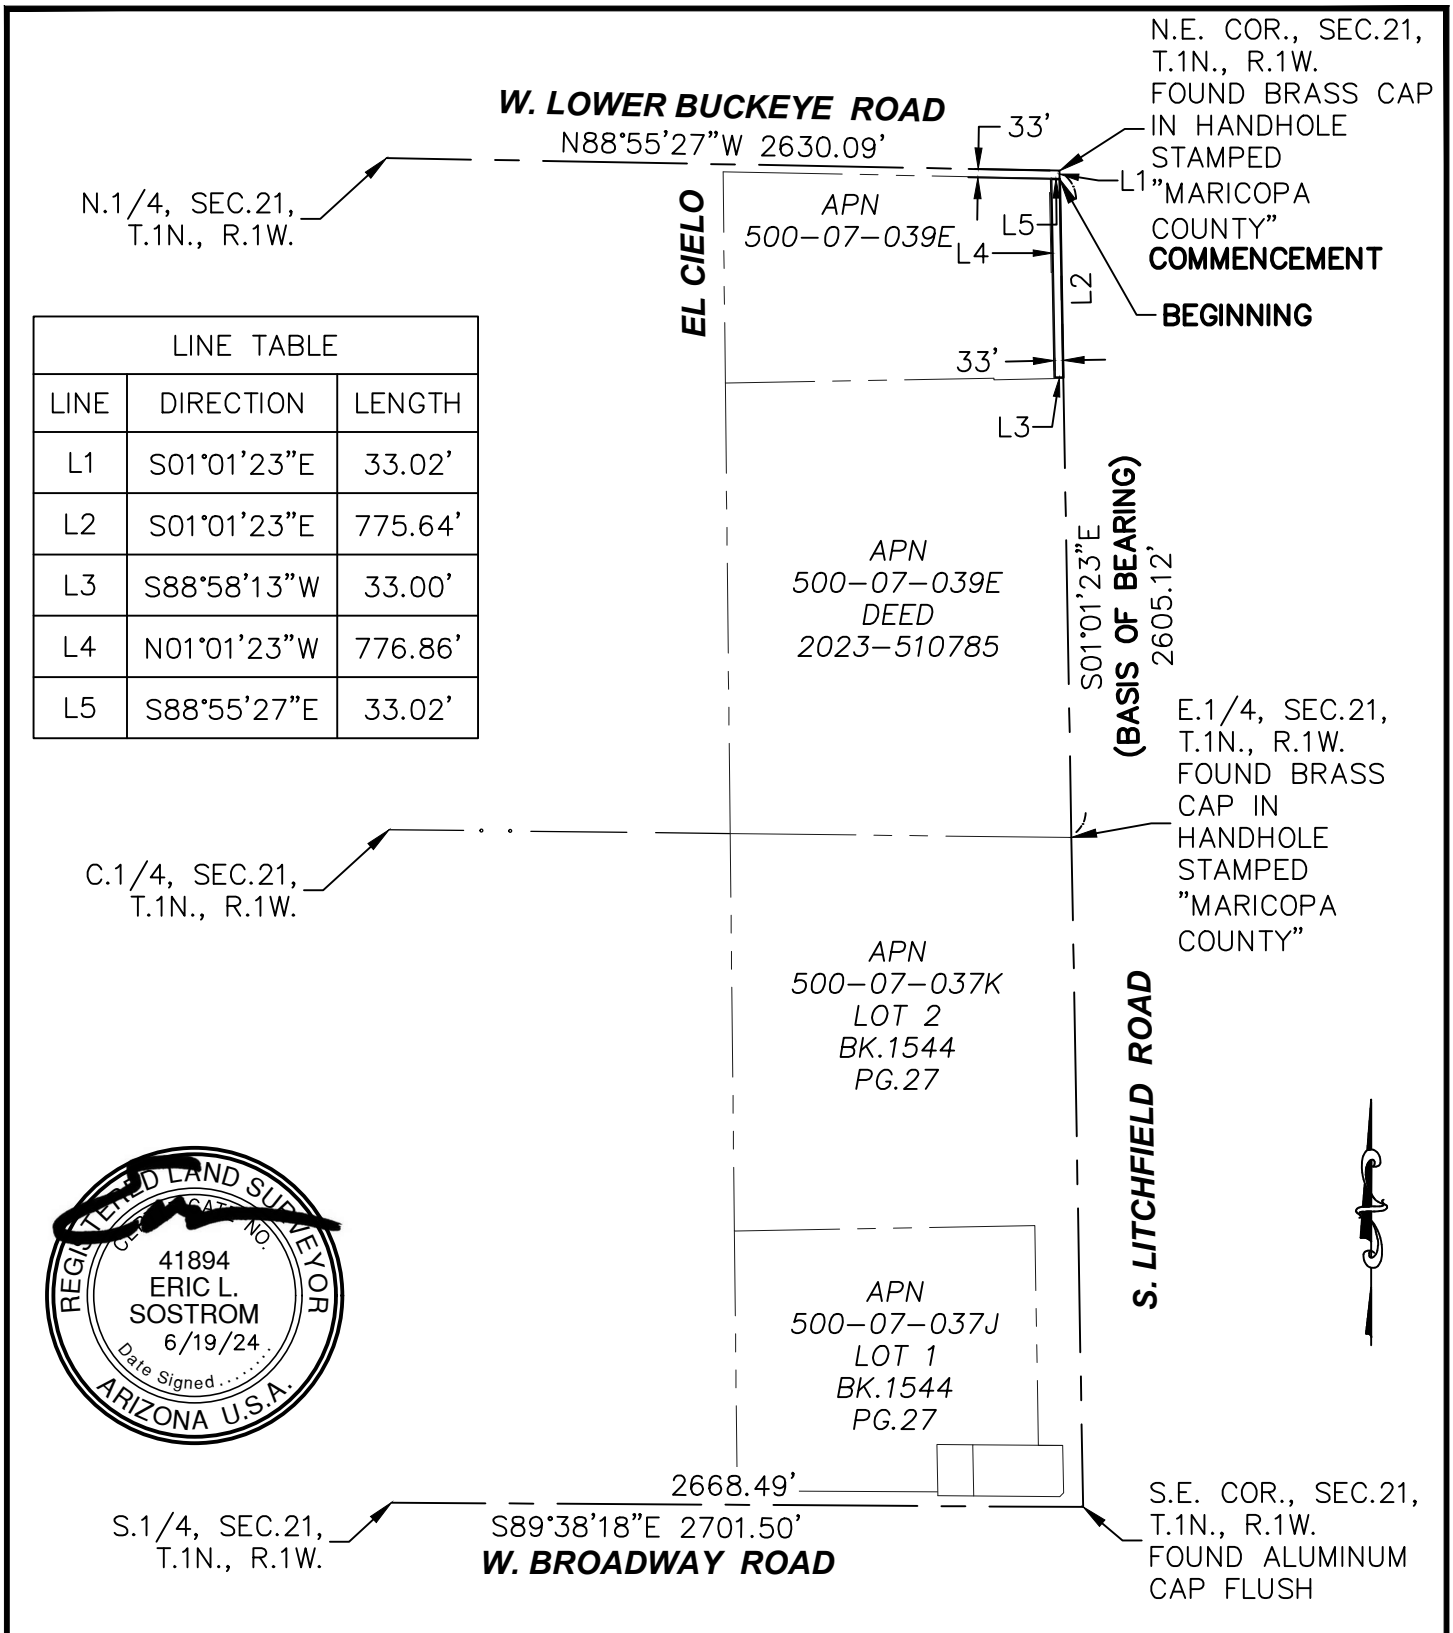 N.E. COR., SEC.21,
T.1N., R.1W.
FOUND BRASS CAP
IN HANDHOLE
STAMPED
"MARICOPA
COUNTY"
COMMENCEMENT
BEGINNING
W. LOWER BUCKEYE ROAD
N88°55'27"W 2630.09'
33'
L1
L5
L4
L2
33'
L3
N.1/4, SEC.21,
T.1N., R.1W.
EL CIELO
APN
500-07-039E
LINE TABLE
LINE DIRECTION LENGTH
L1 S01°01'23"E 33.02'
L2 S01°01'23"E 775.64'
L3 S88°58'13"W 33.00'
L4 N01°01'23"W 776.86'
L5 S88°55'27"E 33.02'
APN
500-07-039E
DEED
2023-510785
S01°01'23"E
(BASIS OF BEARING)
2605.12'
E.1/4, SEC.21,
T.1N., R.1W.
FOUND BRASS
CAP IN
HANDHOLE
STAMPED
"MARICOPA
COUNTY"
C.1/4, SEC.21,
T.1N., R.1W.
APN
500-07-037K
LOT 2
BK.1544
PG.27
S. LITCHFIELD ROAD
REGISTERED LAND SURVEYOR
NO.
41894
ERIC L.
SOSTROM
6/19/24
Date Signed........
ARIZONA U.S.A.
APN
500-07-037J
LOT 1
BK.1544
PG.27
2668.49'
S.1/4, SEC.21,
T.1N., R.1W.
S89°38'18"E 2701.50'
W. BROADWAY ROAD
S.E. COR., SEC.21,
T.1N., R.1W.
FOUND ALUMINUM
CAP FLUSH